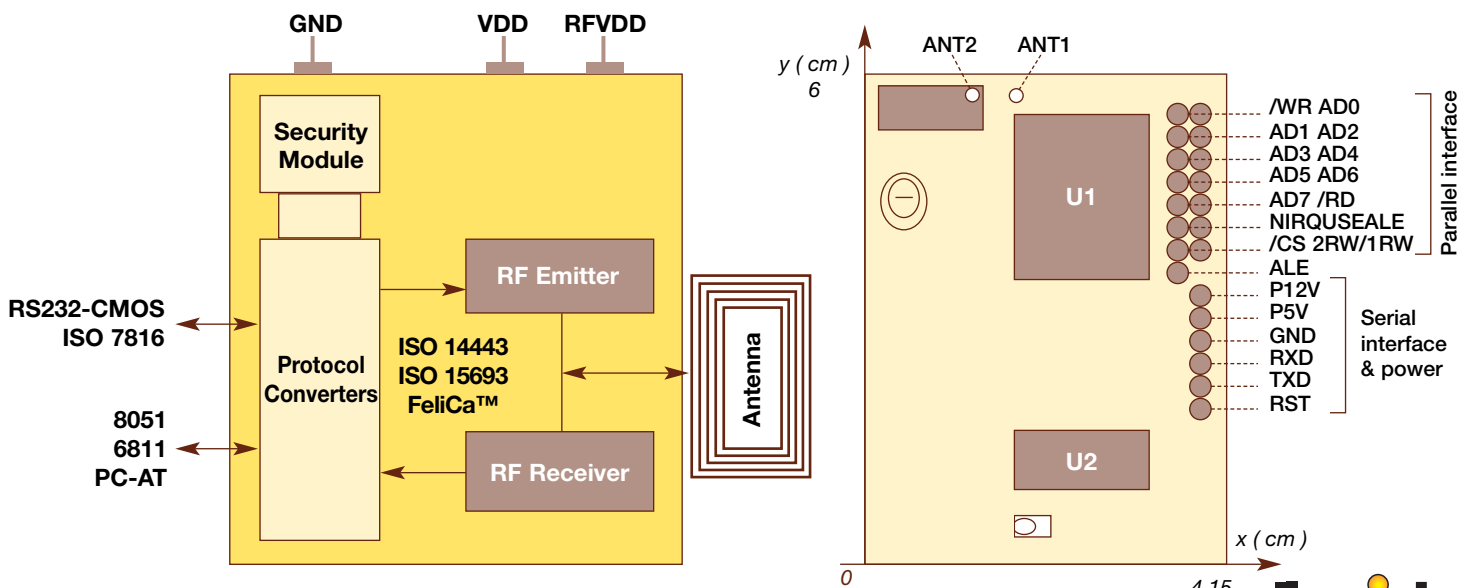 GND
VDD
RFVDD
Security
Module
RF Emitter
RS232-CMOS
ISO 7816
Protocol
Converters
ISO 14443
ISO 15693
FeliCa™
Antenna
8051
6811
PC-AT
RF Receiver
y ( cm )
6
ANT2
ANT1
U1
/WR AD0
AD1 AD2
AD3 AD4
AD5 AD6
AD7 /RD
NIRQUSEALE
/CS 2RW/1RW
ALE
Parallel interface
P12V
P5V
GND
RXD
TXD
RST
Serial
interface
& power
U2
x ( cm )
0
4.15